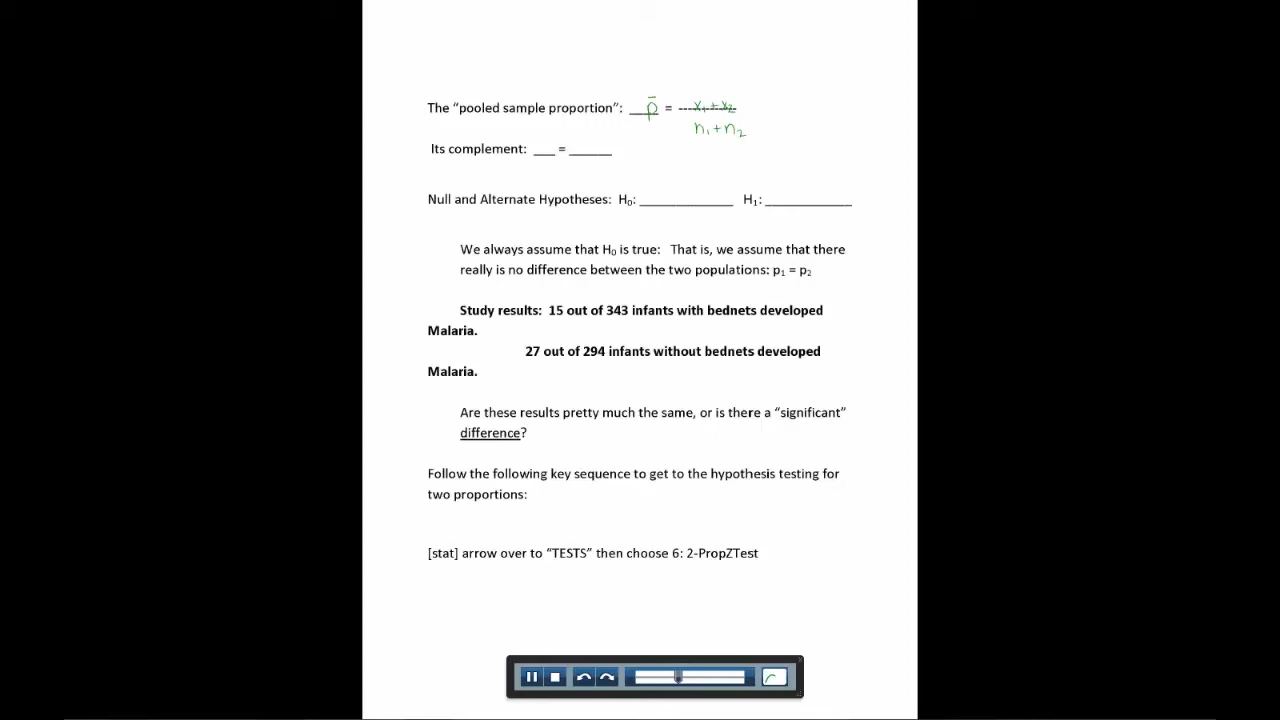 The “pooled sample proportion”: ___p̄__ = x₁ + x₂
n₁ + n₂
Its complement: ___ = ______
Null and Alternate Hypotheses: H₀: _____________ H₁: ____________
We always assume that H₀ is true: That is, we assume that there
really is no difference between the two populations: p₁ = p₂
Study results: 15 out of 343 infants with bednets developed
Malaria.
27 out of 294 infants without bednets developed
Malaria.
Are these results pretty much the same, or is there a “significant”
difference?
Follow the following key sequence to get to the hypothesis testing for
two proportions:
[stat] arrow over to “TESTS” then choose 6: 2-PropZTest